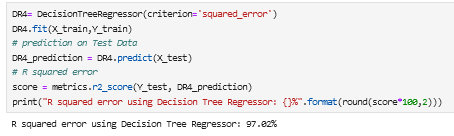 DR4= DecisionTreeRegressor(criterion='squared_error')
DR4.fit(X_train,Y_train)
# prediction on Test Data
DR4_prediction = DR4.predict(X_test)
# R squared error
score = metrics.r2_score(Y_test, DR4_prediction)
print("R squared error using Decision Tree Regressor: {}%".format(round(score*100,2)))
R squared error using Decision Tree Regressor: 97.02%